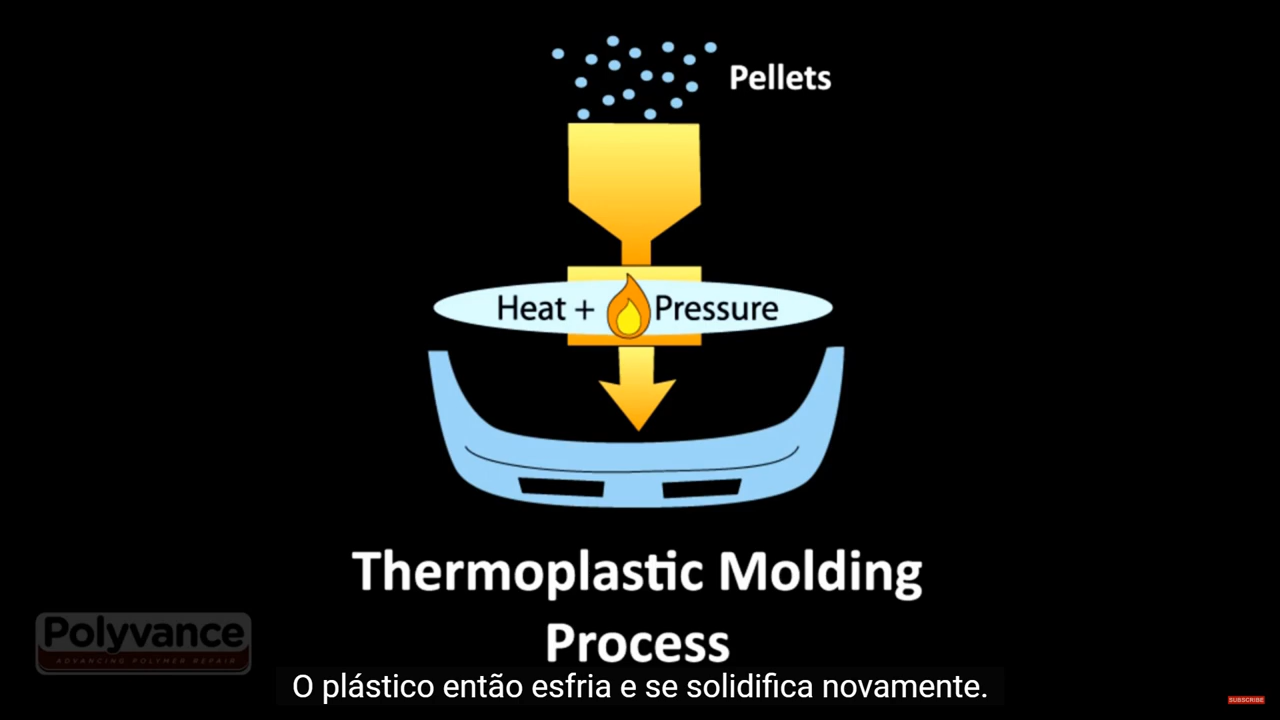 Pellets
Heat + Pressure
Thermoplastic Molding
Process
Polyvance
ADVANCING POLYMER REPAIR
O plástico então esfria e se solidifica novamente.
SUBSCRIBE